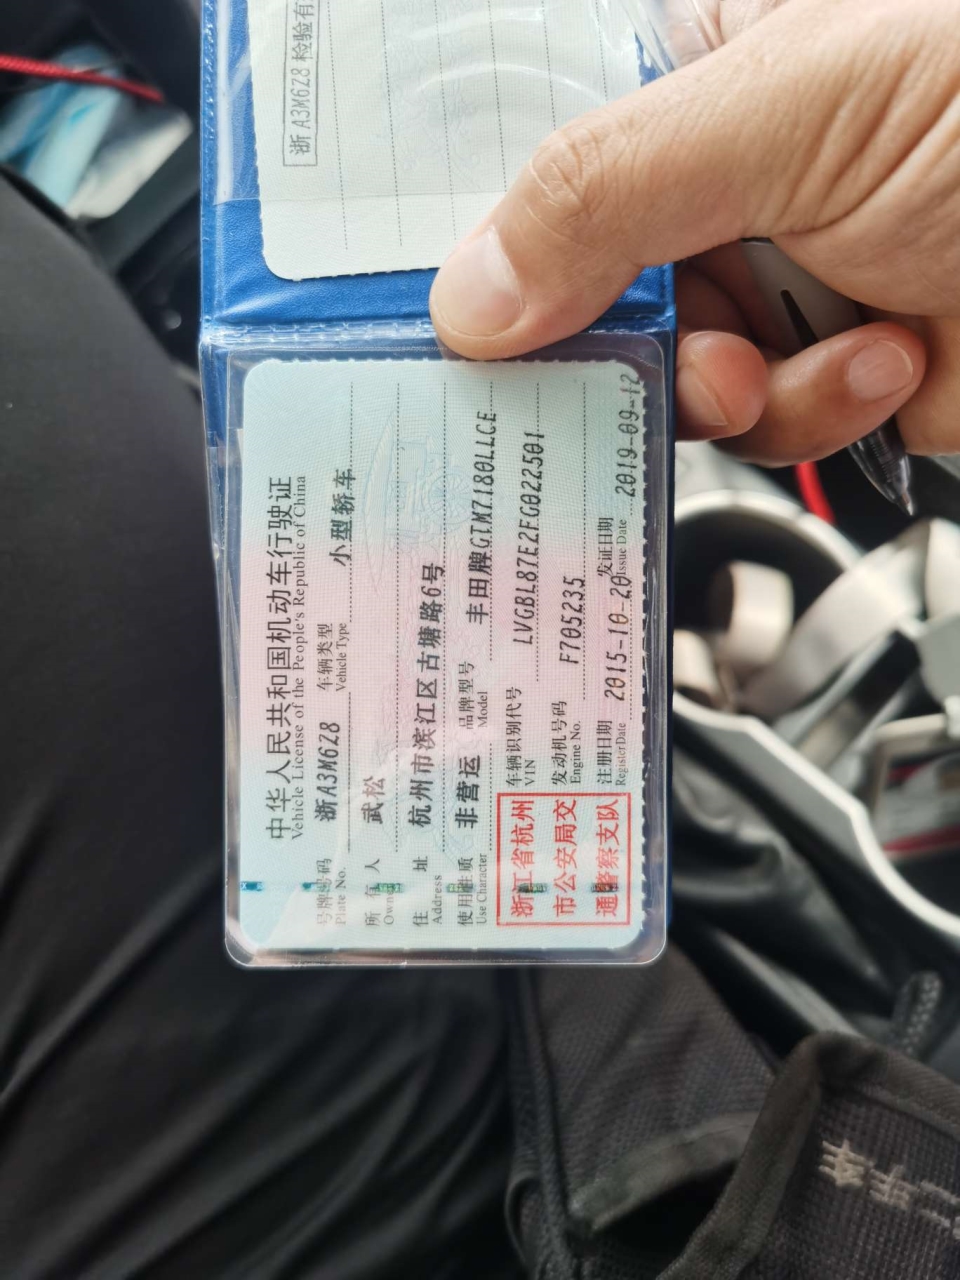 中华人民共和国机动车行驶证
Vehicle License of the People's Republic of China
号牌号码 浙A3M6Z8 车辆类型 小型轿车
Plate No. Vehicle Type
所有人 武松
Owner
住址 杭州市滨江区古塘路6号
Address
使用性质 非营运 品牌型号 丰田牌GTM7180LLCE
Use Character Model
浙江省杭州
市公安局交
通警察支队
车辆识别代号 LVGBL87E2FG022501
VIN
发动机号码 F705235
Engine No.
注册日期 2015-10-20 发证日期 2019-09-12
Register Date Issue Date
浙A3M6Z8 检验有